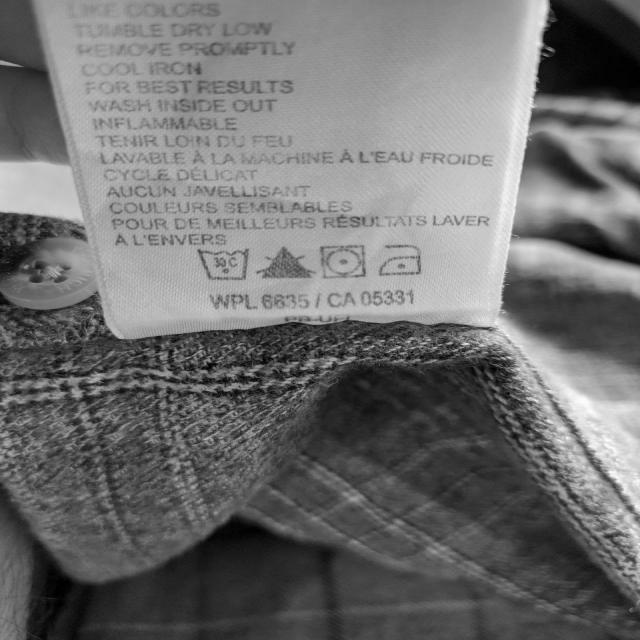 LIKE COLORS
TUMBLE DRY LOW
REMOVE PROMPTLY
COOL IRON
FOR BEST RESULTS
WASH INSIDE OUT
INFLAMMABLE
TENIR LOIN DU FEU
LAVABLE À LA MACHINE À L'EAU FROIDE
CYCLE DÉLICAT
AUCUN JAVELLISANT
COULEURS SEMBLABLES
POUR DE MEILLEURS RÉSULTATS LAVER
À L'ENVERS
WPL 6635 / CA 05331